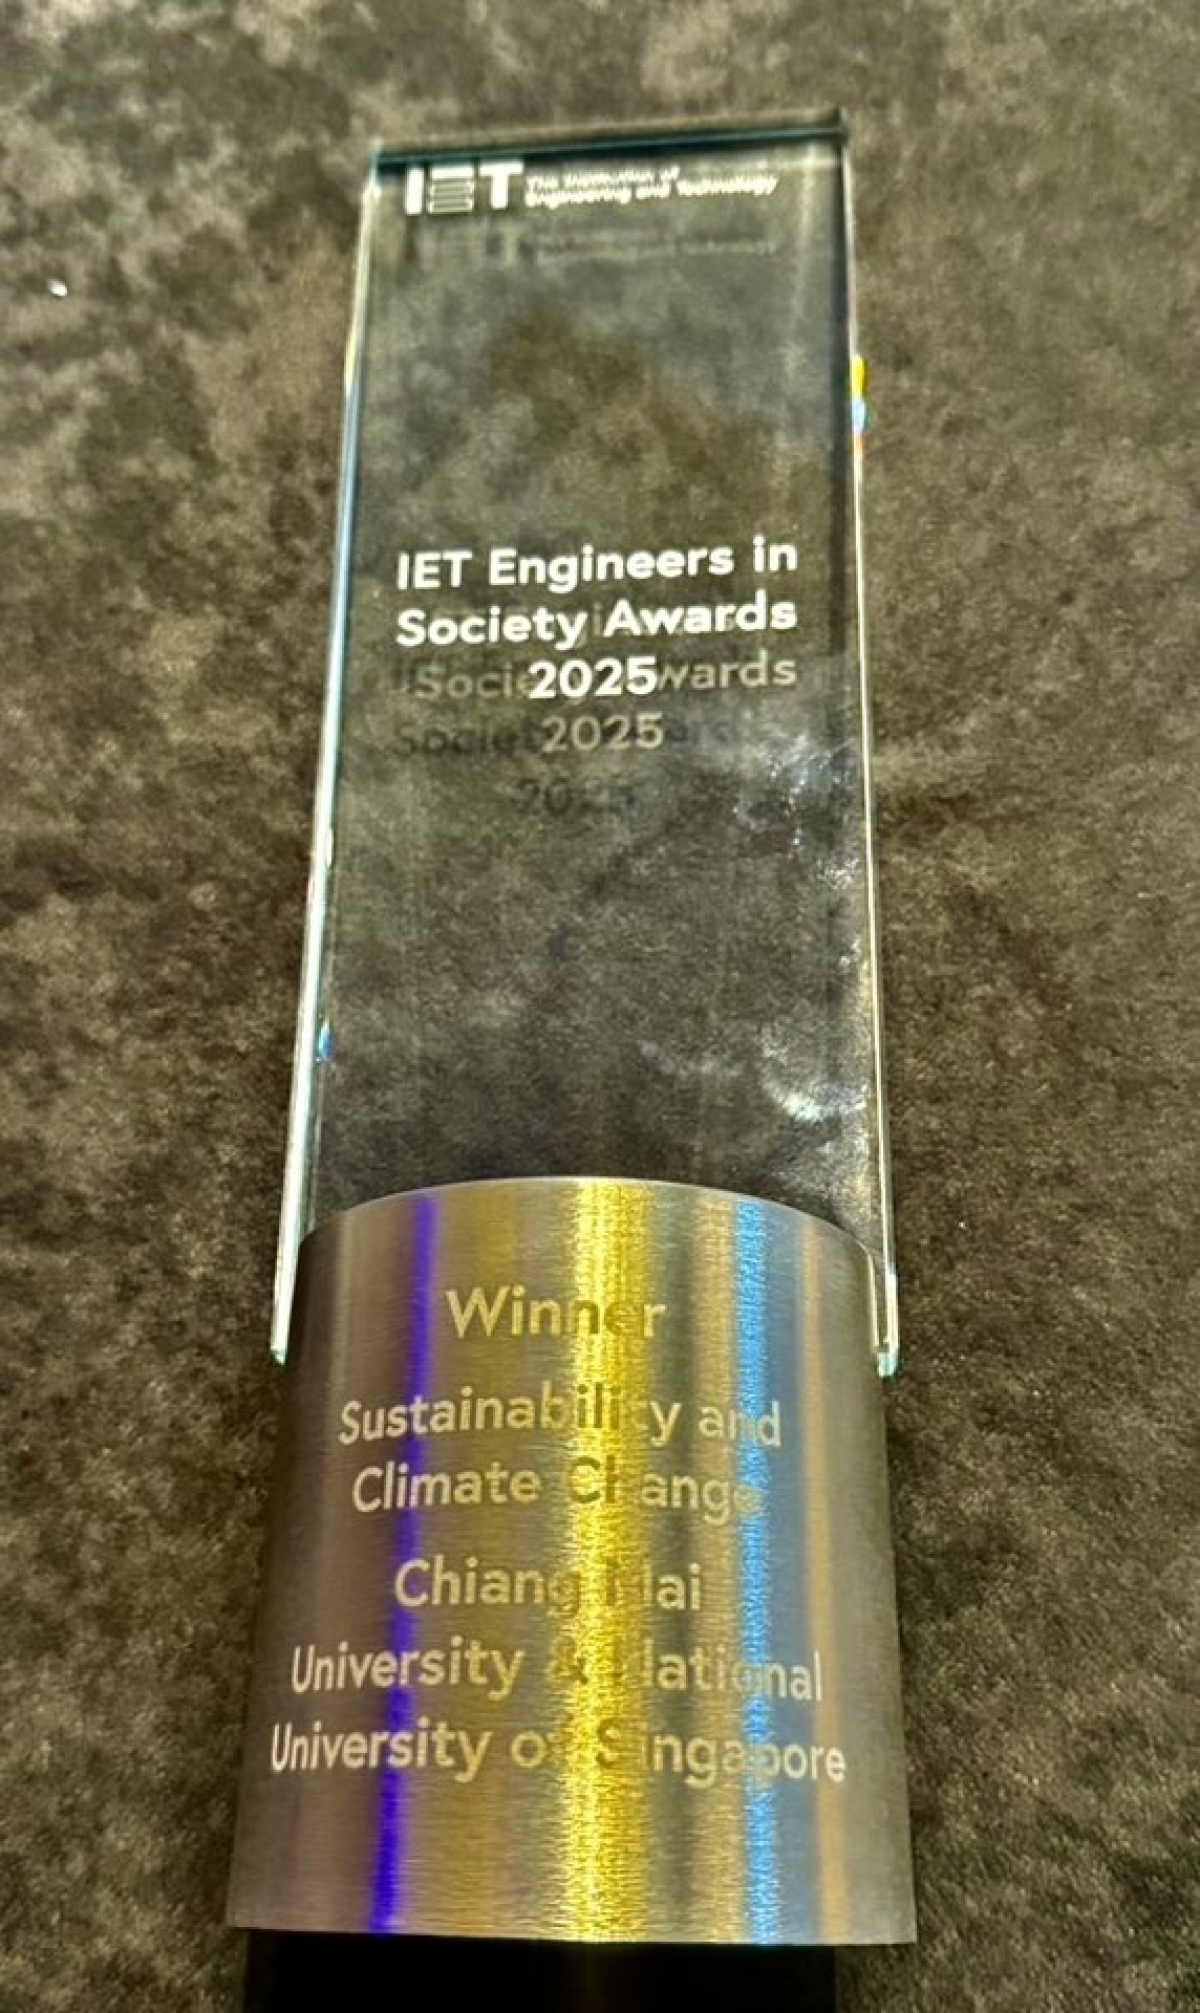 IET The Institution of
Engineering and Technology
IET Engineers in
Society Awards
2025
Winner
Sustainability and
Climate Change
Chiang Mai
University & National
University of Singapore